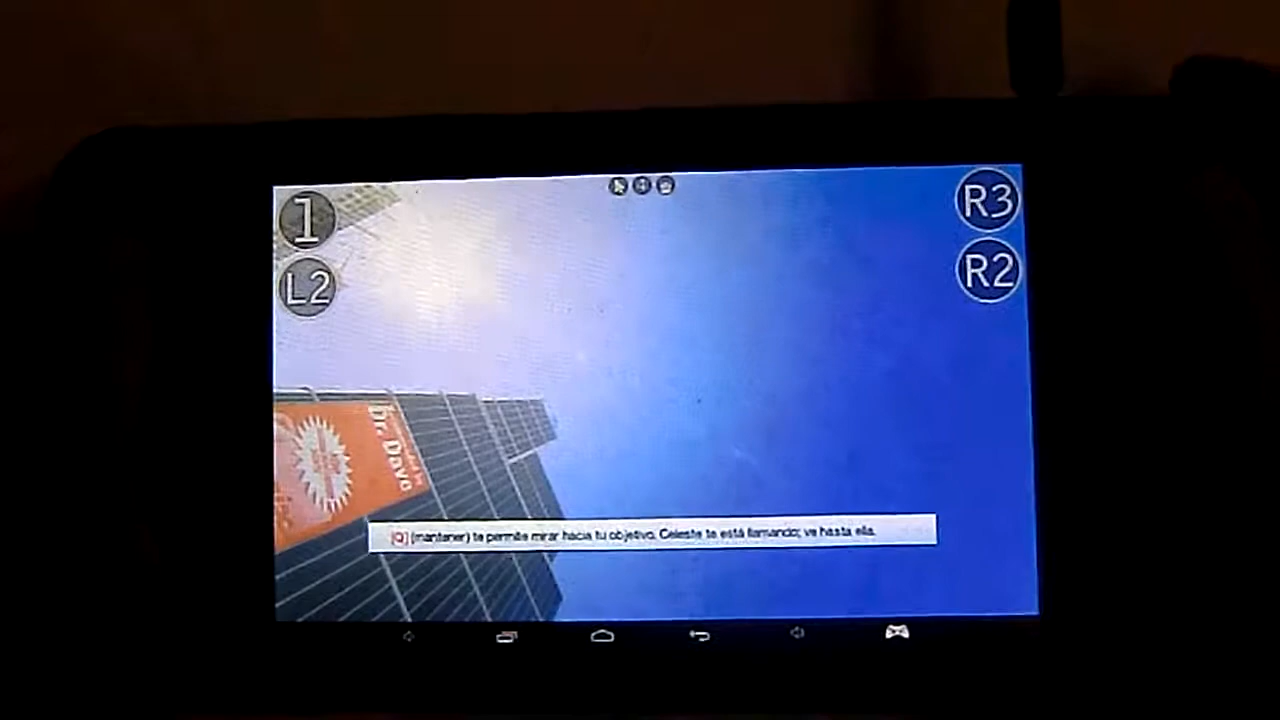 1
R3
L2
R2
Dr. Dave
[Q] (mantener) te permite mirar hacia tu objetivo. Celeste te está llamando; ve hasta ella.